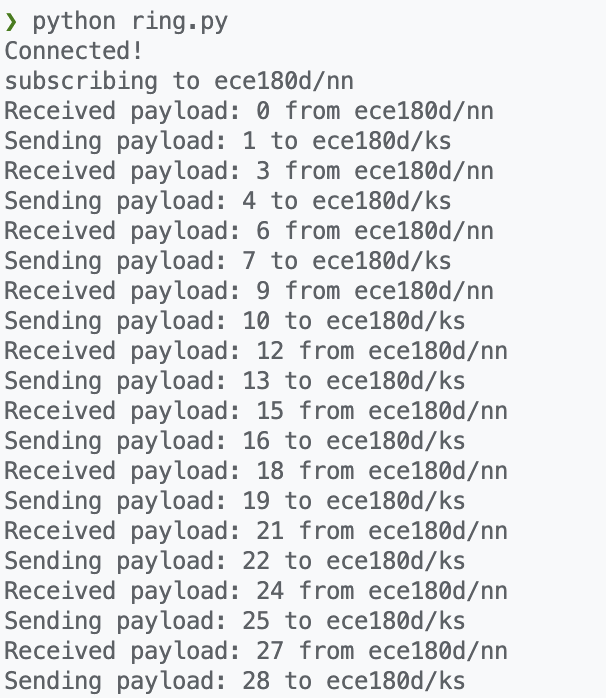 ❯ python ring.py
Connected!
subscribing to ece180d/nn
Received payload: 0 from ece180d/nn
Sending payload: 1 to ece180d/ks
Received payload: 3 from ece180d/nn
Sending payload: 4 to ece180d/ks
Received payload: 6 from ece180d/nn
Sending payload: 7 to ece180d/ks
Received payload: 9 from ece180d/nn
Sending payload: 10 to ece180d/ks
Received payload: 12 from ece180d/nn
Sending payload: 13 to ece180d/ks
Received payload: 15 from ece180d/nn
Sending payload: 16 to ece180d/ks
Received payload: 18 from ece180d/nn
Sending payload: 19 to ece180d/ks
Received payload: 21 from ece180d/nn
Sending payload: 22 to ece180d/ks
Received payload: 24 from ece180d/nn
Sending payload: 25 to ece180d/ks
Received payload: 27 from ece180d/nn
Sending payload: 28 to ece180d/ks